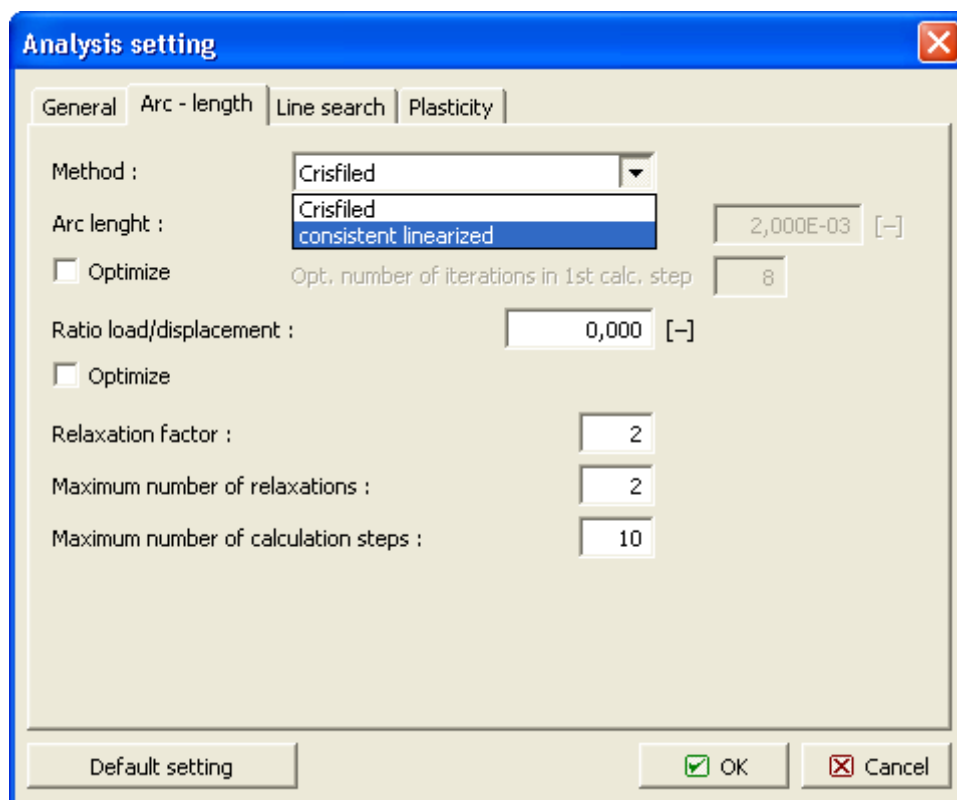 Analysis setting
General Arc - length Line search Plasticity
Method : Crisfiled
Crisfiled
Arc lenght : 2,000E-03 [–]
consistent linearized
Optimize Opt. number of iterations in 1st calc. step 8
Ratio load/displacement : 0,000 [–]
Optimize
Relaxation factor : 2
Maximum number of relaxations : 2
Maximum number of calculation steps : 10
Default setting OK Cancel